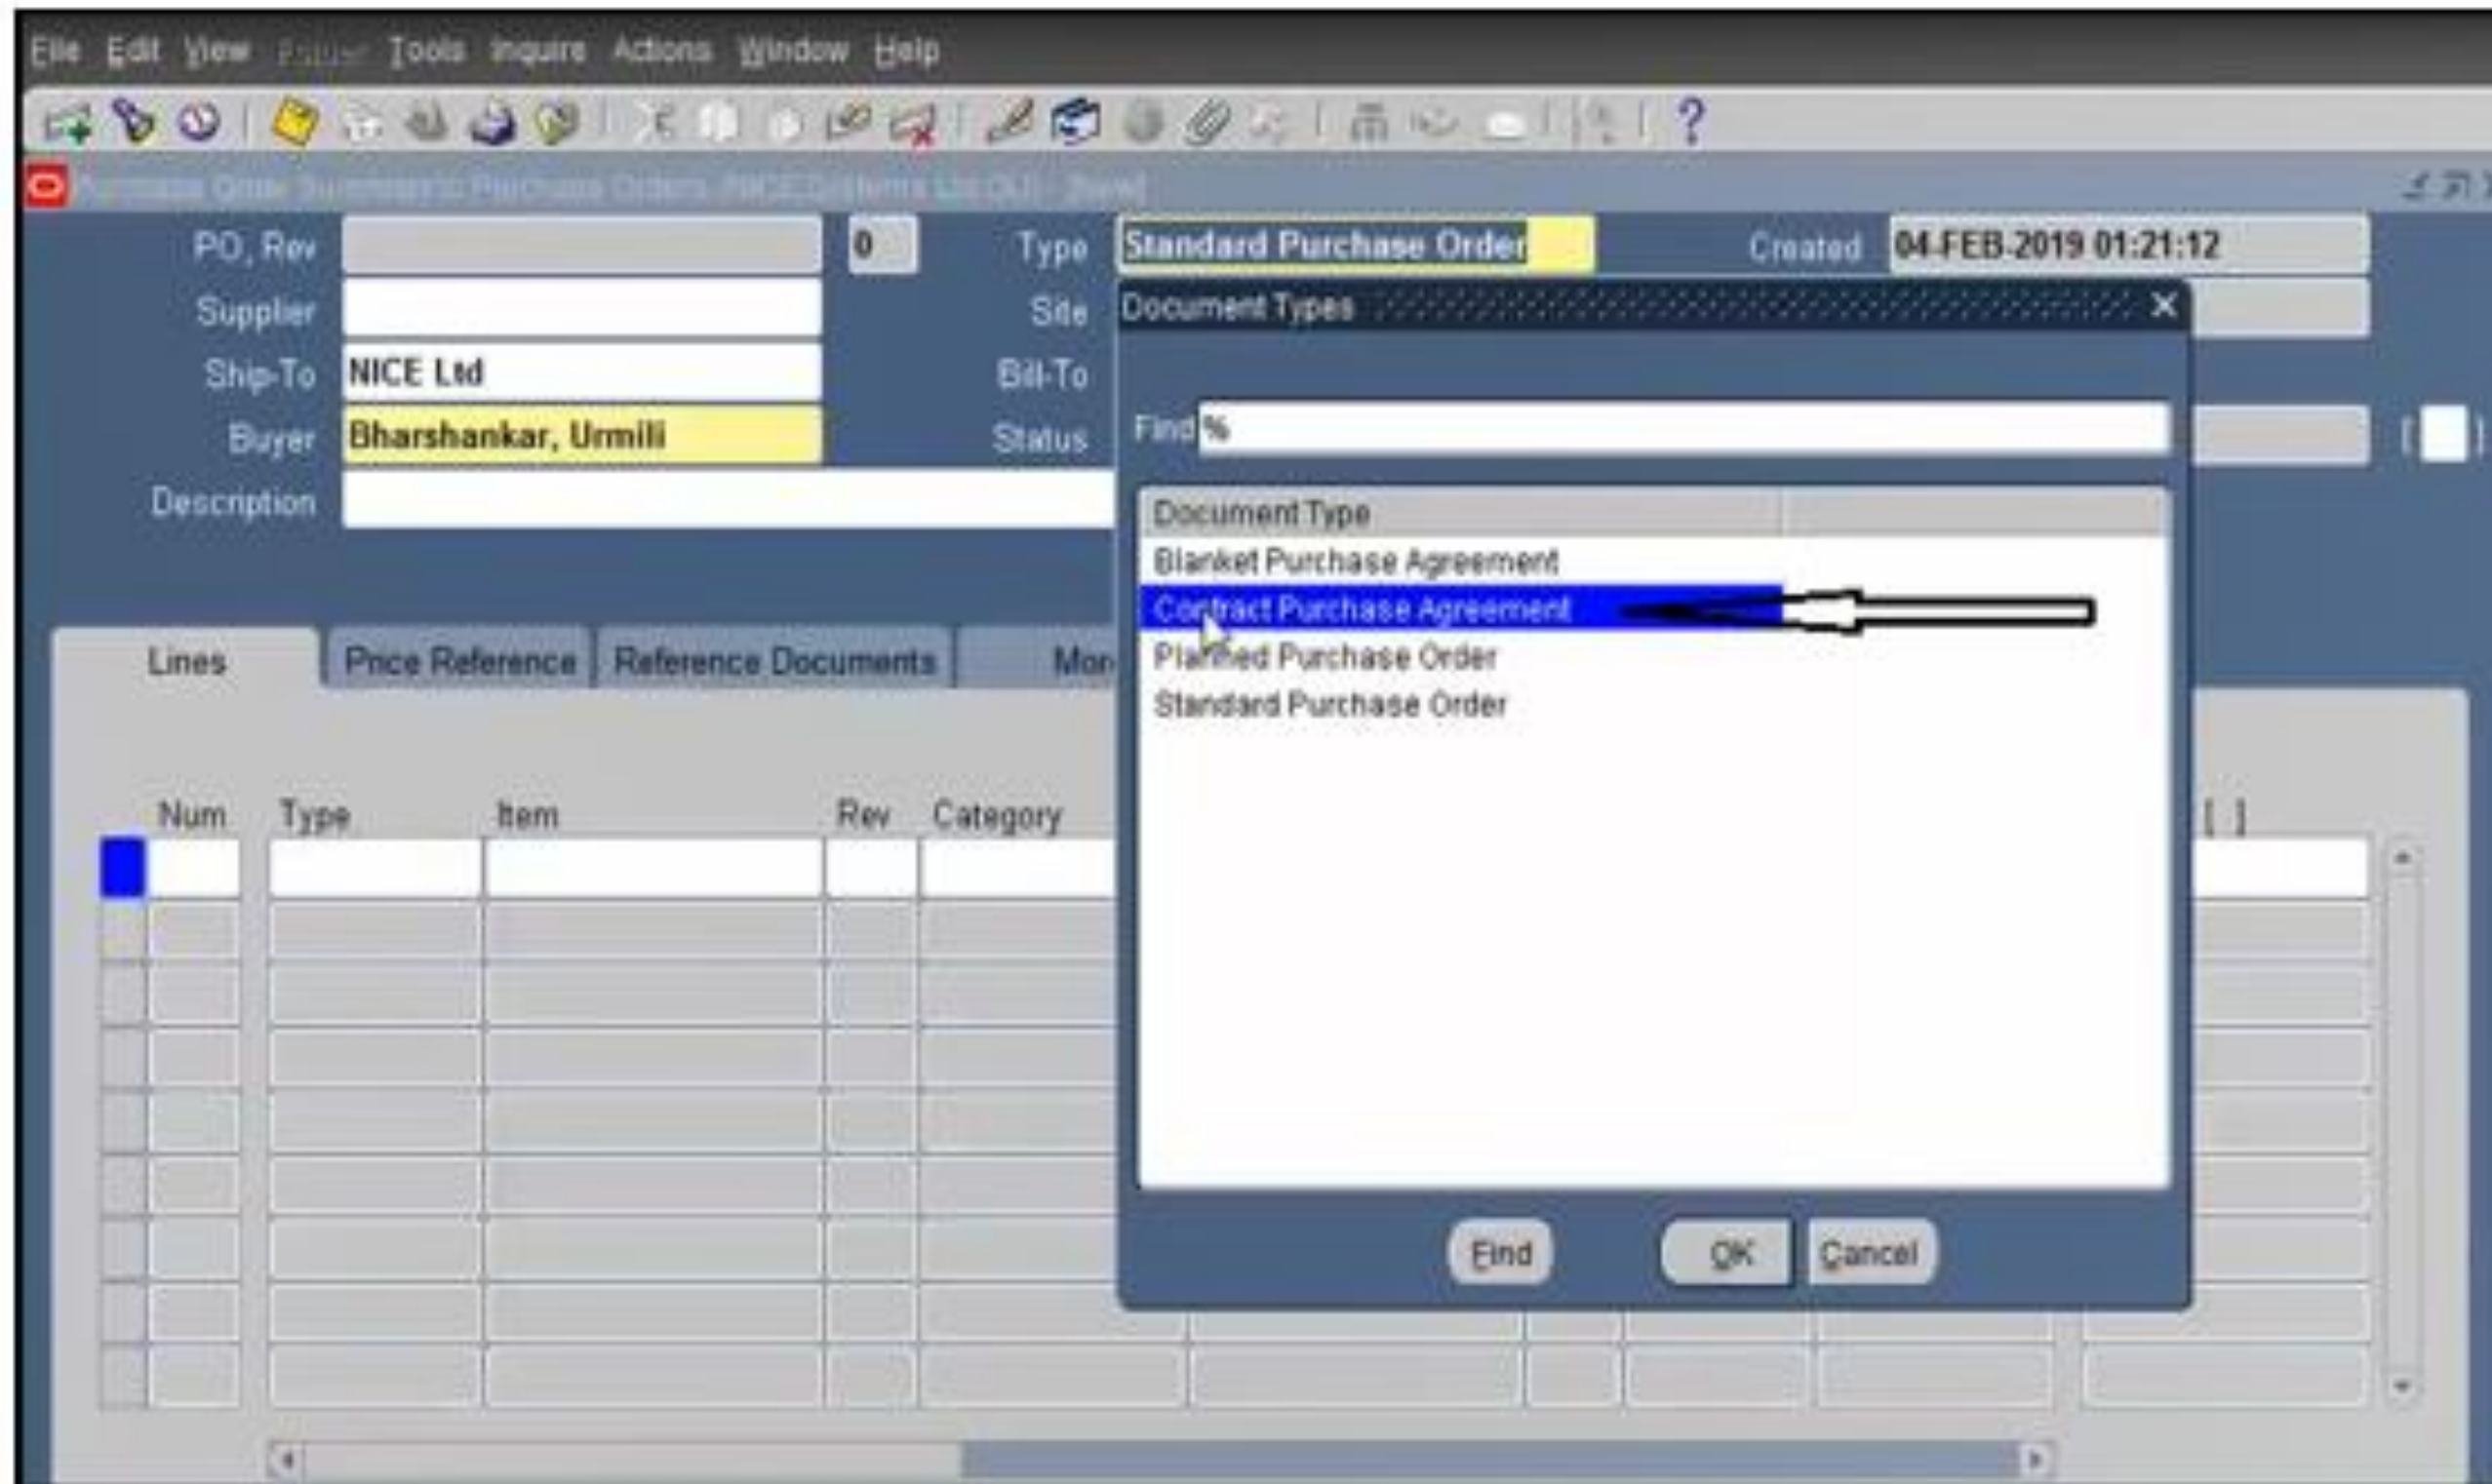 File Edit View Tools Inquire Actions Window Help
PO, Rev 0 Type Standard Purchase Order Created 04-FEB-2019 01:21:12
Supplier Site
Ship-To NICE Ltd Bill-To
Buyer Bharshankar, Urmili Status
Description
Document Types
Find %
Document Type
Blanket Purchase Agreement
Contract Purchase Agreement
Planned Purchase Order
Standard Purchase Order
Find OK Cancel
Lines Price Reference Reference Documents Mor
Num Type Item Rev Category [ ]